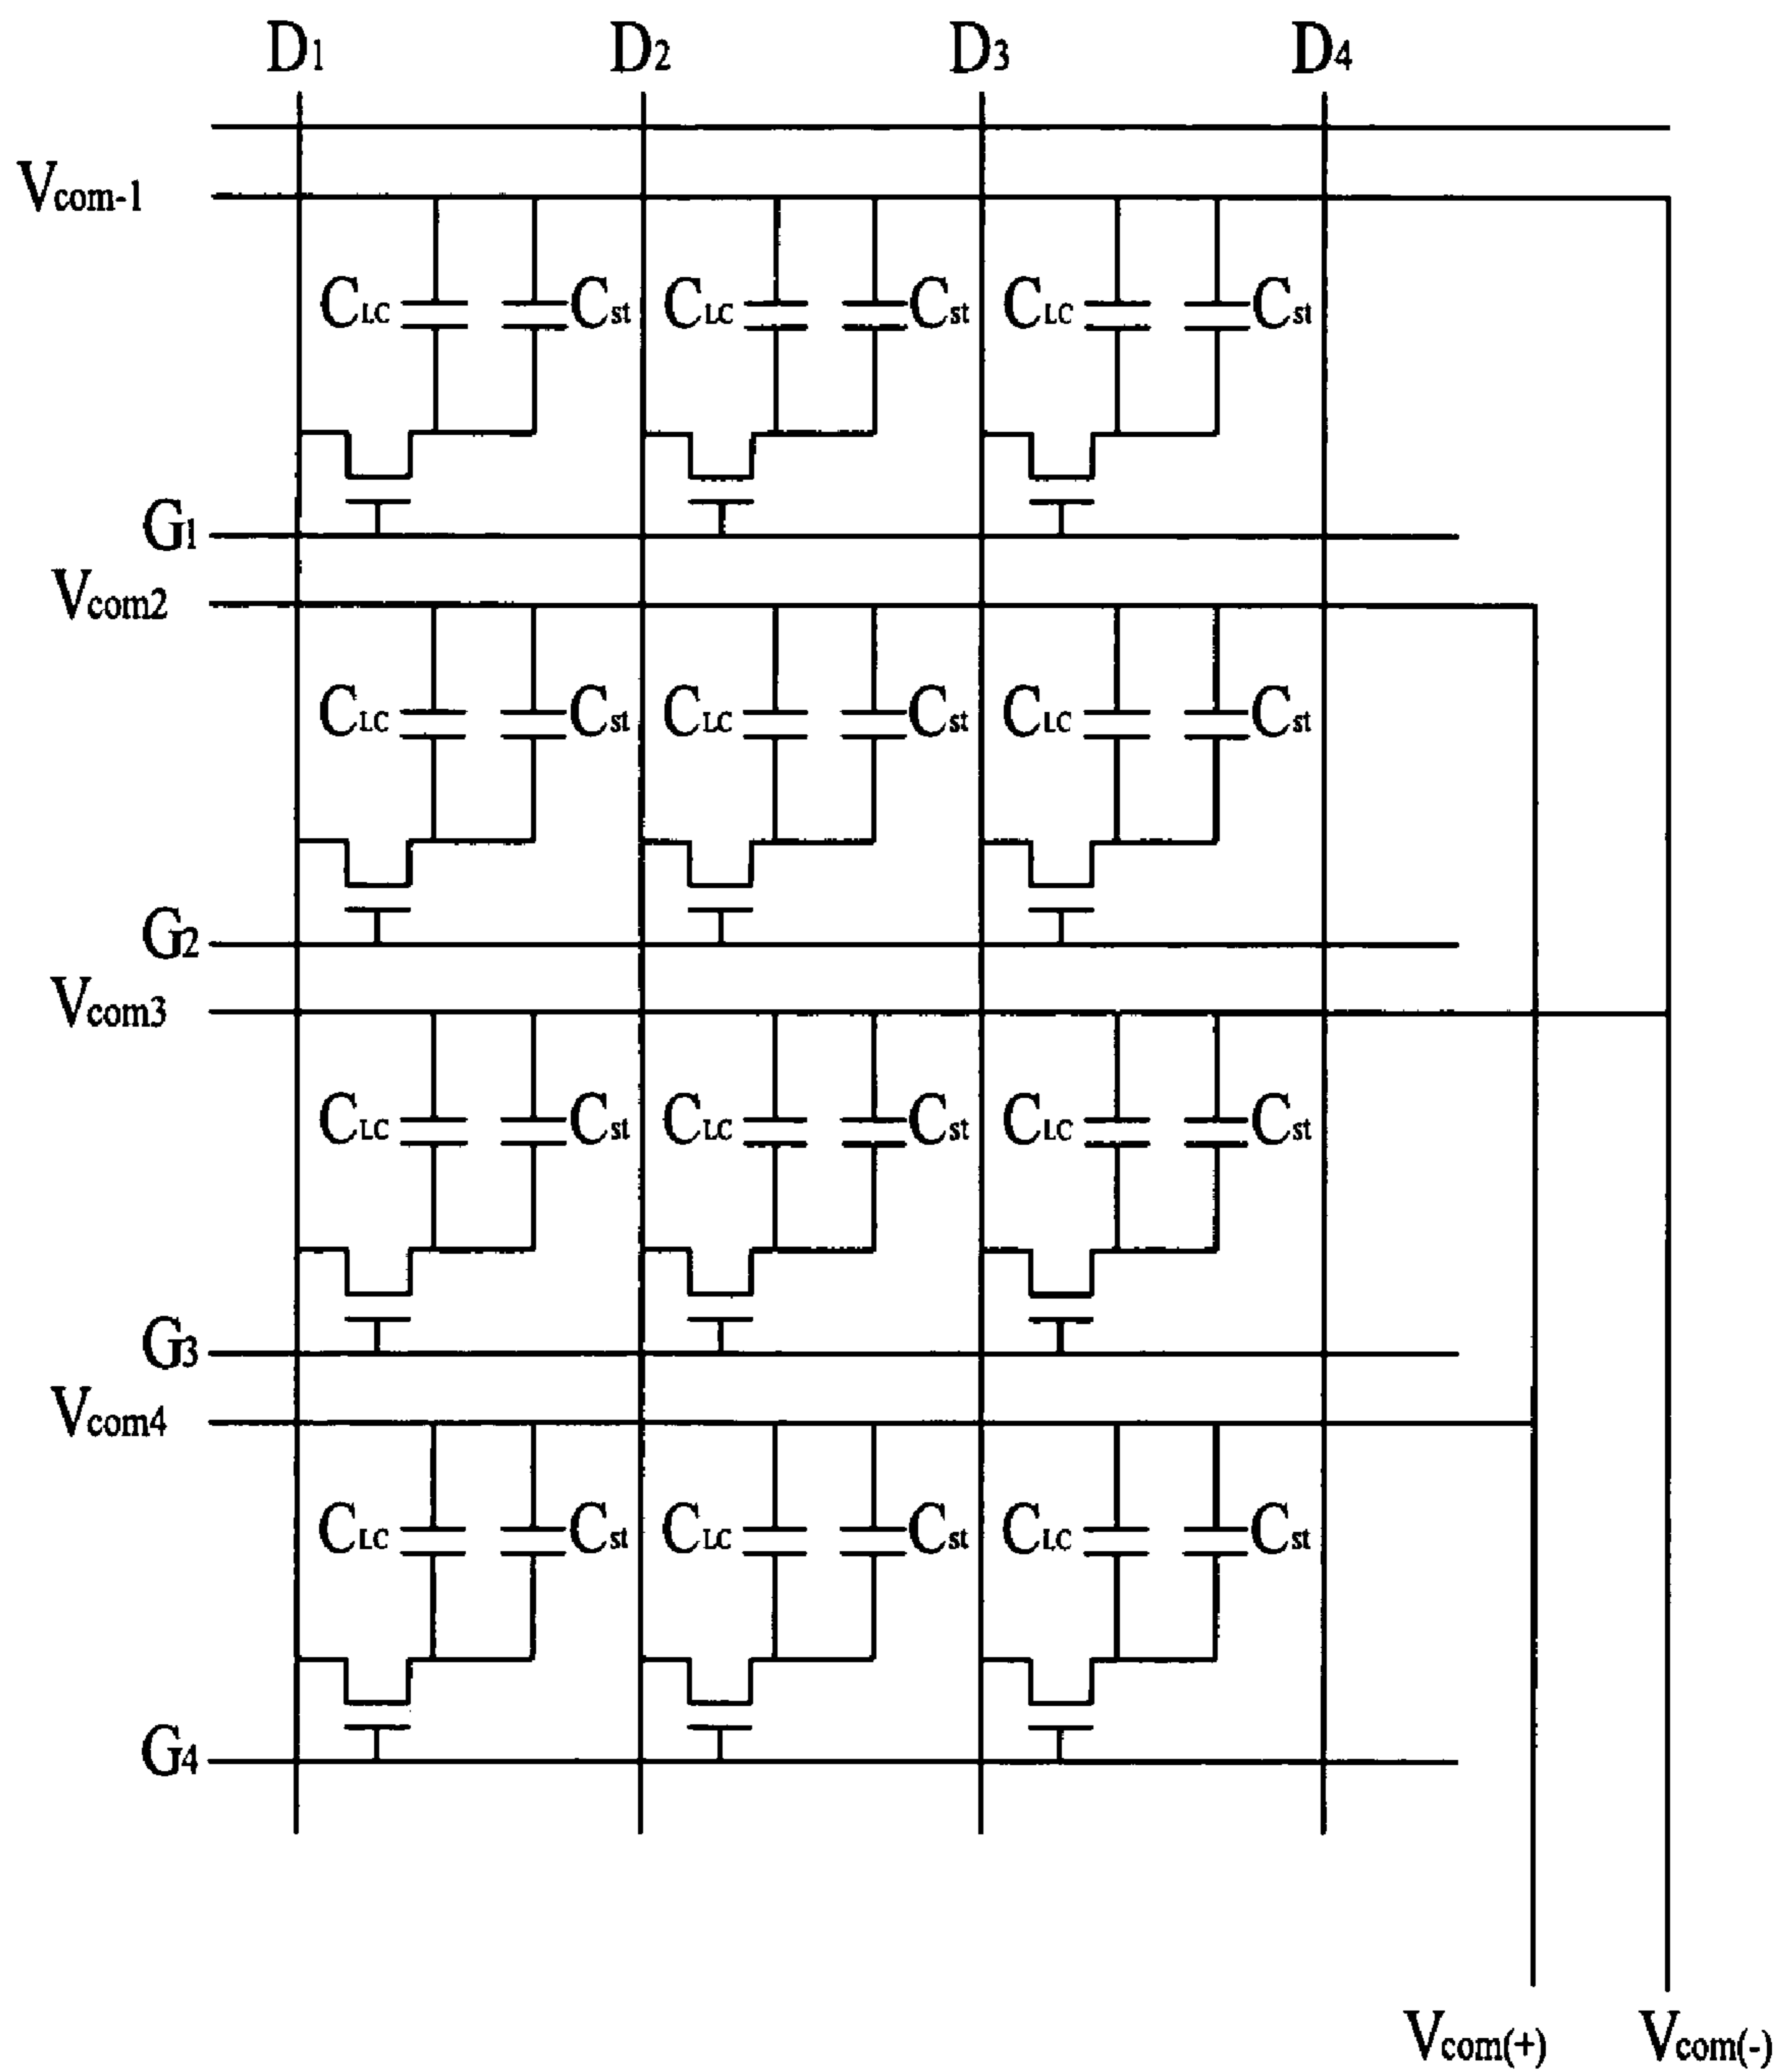 D1 D2 D3 D4
Vcom-1
CLC Cst CLC Cst CLC Cst
G1
Vcom2
CLC Cst CLC Cst CLC Cst
G2
Vcom3
CLC Cst CLC Cst CLC Cst
G3
Vcom4
CLC Cst CLC Cst CLC Cst
G4
Vcom(+) Vcom(-)